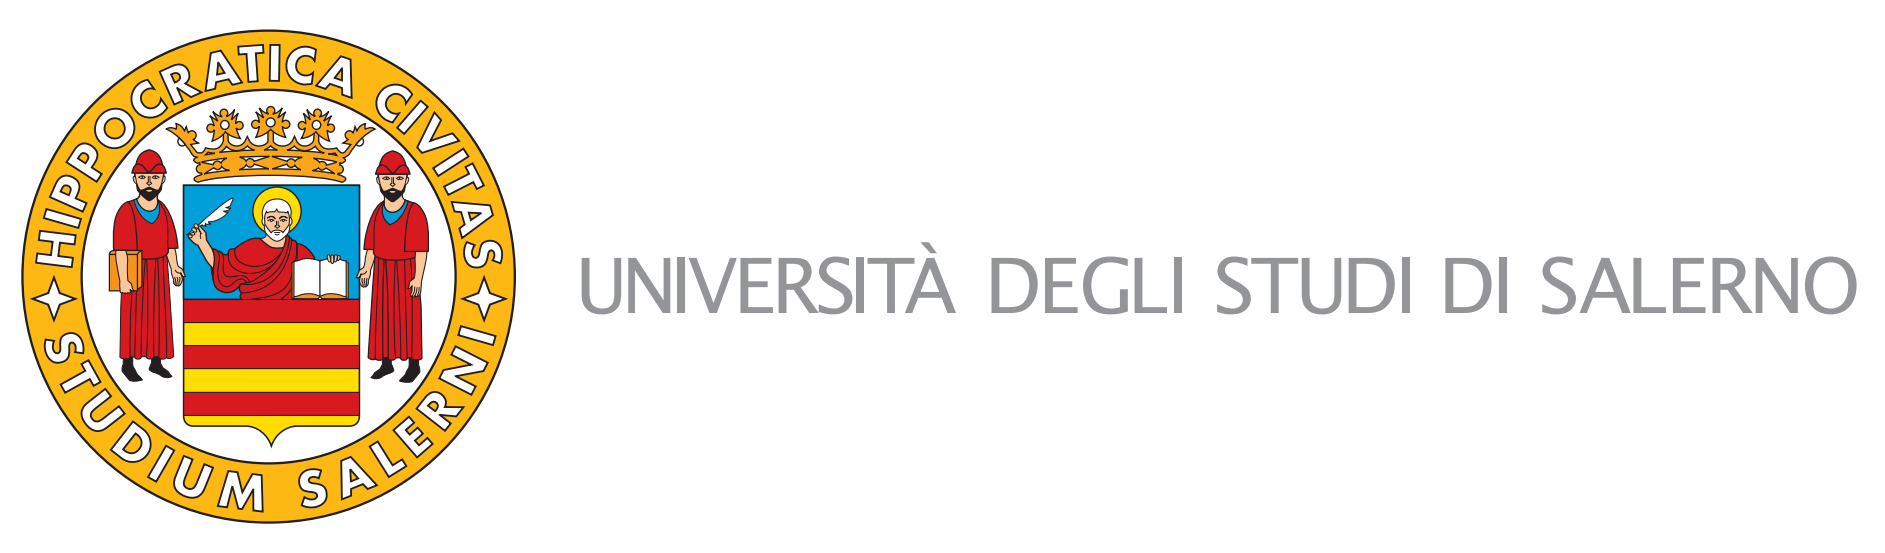 HIPPOCRATICA CIVITAS
STUDIUM SALERNI
UNIVERSITÀ DEGLI STUDI DI SALERNO